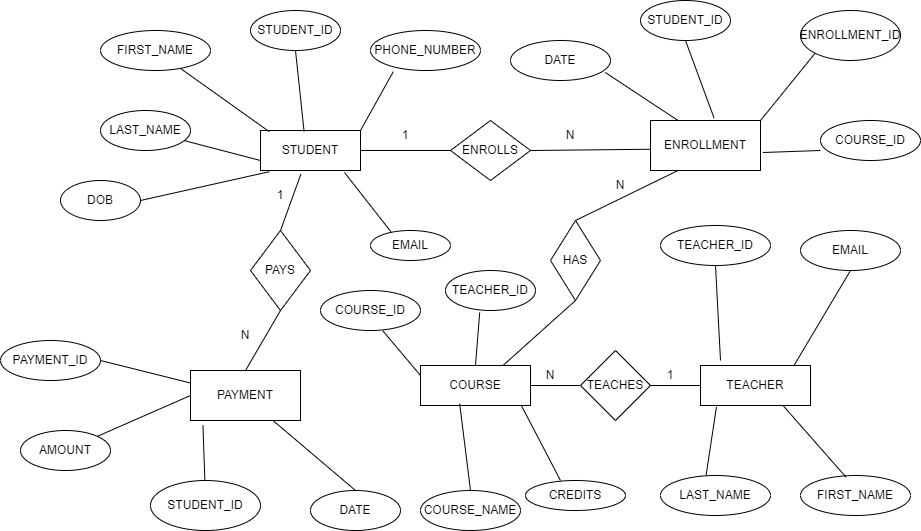 STUDENT_ID
STUDENT_ID
FIRST_NAME
PHONE_NUMBER
DATE
ENROLLMENT_ID
LAST_NAME
1
N
STUDENT
ENROLLS
ENROLLMENT
COURSE_ID
1
N
DOB
EMAIL
TEACHER_ID
EMAIL
PAYS
HAS
TEACHER_ID
COURSE_ID
N
PAYMENT_ID
N
1
COURSE
TEACHES
TEACHER
PAYMENT
AMOUNT
STUDENT_ID
DATE
COURSE_NAME
CREDITS
LAST_NAME
FIRST_NAME